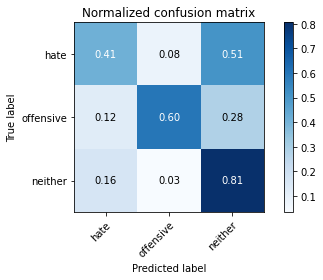 Normalized confusion matrix
True label
hate 0.41 0.08 0.51
offensive 0.12 0.60 0.28
neither 0.16 0.03 0.81
hate offensive neither
Predicted label
0.8
0.7
0.6
0.5
0.4
0.3
0.2
0.1